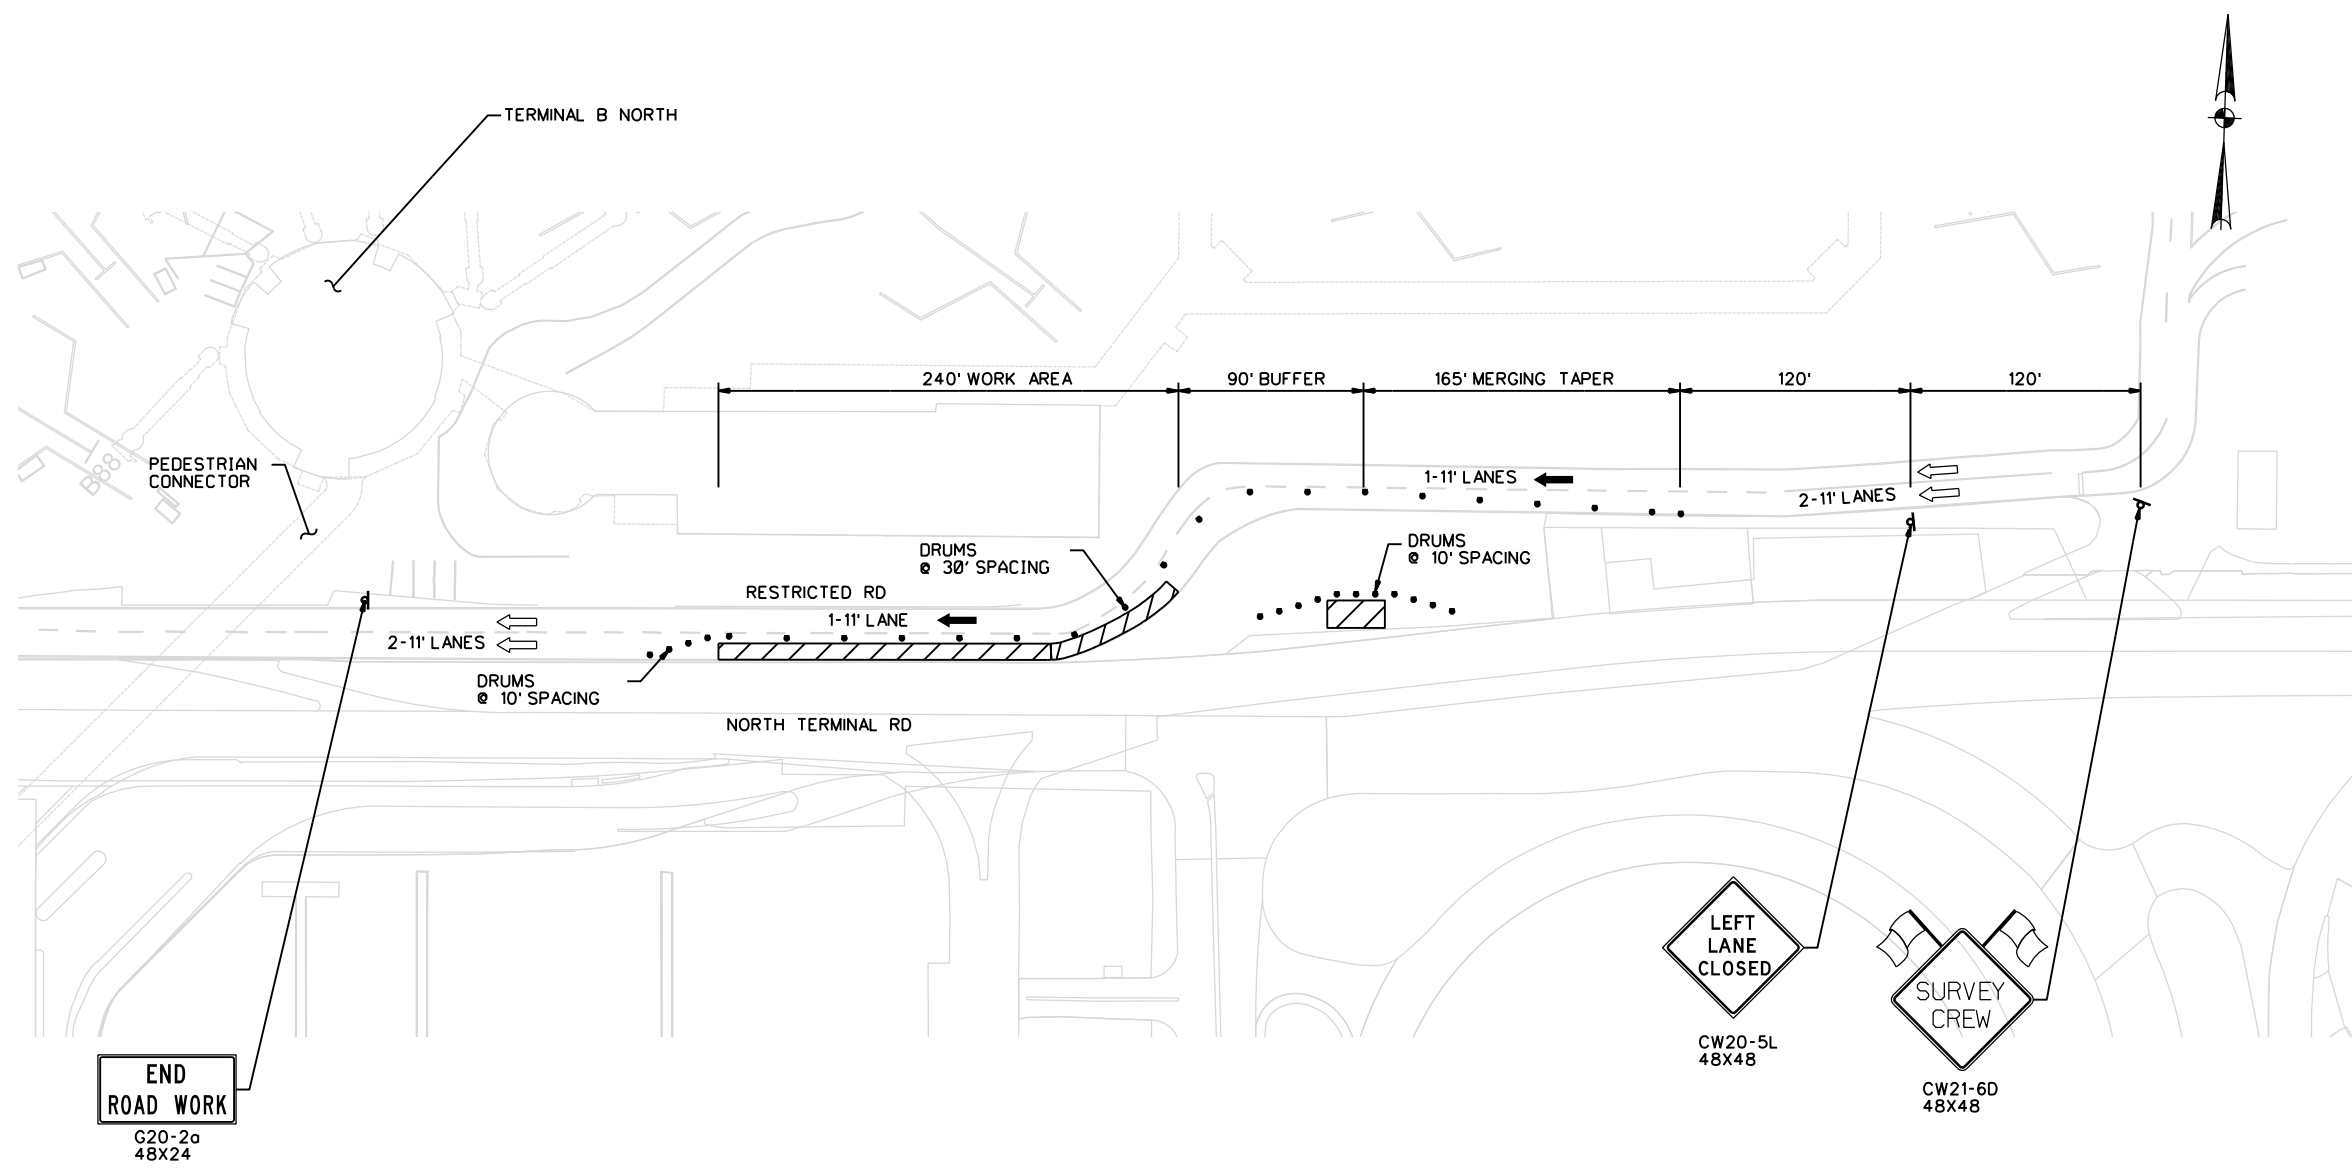 TERMINAL B NORTH
240' WORK AREA
90' BUFFER
165' MERGING TAPER
120'
120'
PEDESTRIAN
CONNECTOR
B88
1-11' LANES
2-11' LANES
DRUMS
@ 30' SPACING
DRUMS
@ 10' SPACING
RESTRICTED RD
1-11' LANE
2-11' LANES
DRUMS
@ 10' SPACING
NORTH TERMINAL RD
LEFT
LANE
CLOSED
CW20-5L
48X48
SURVEY
CREW
CW21-6D
48X48
END
ROAD WORK
G20-2a
48X24